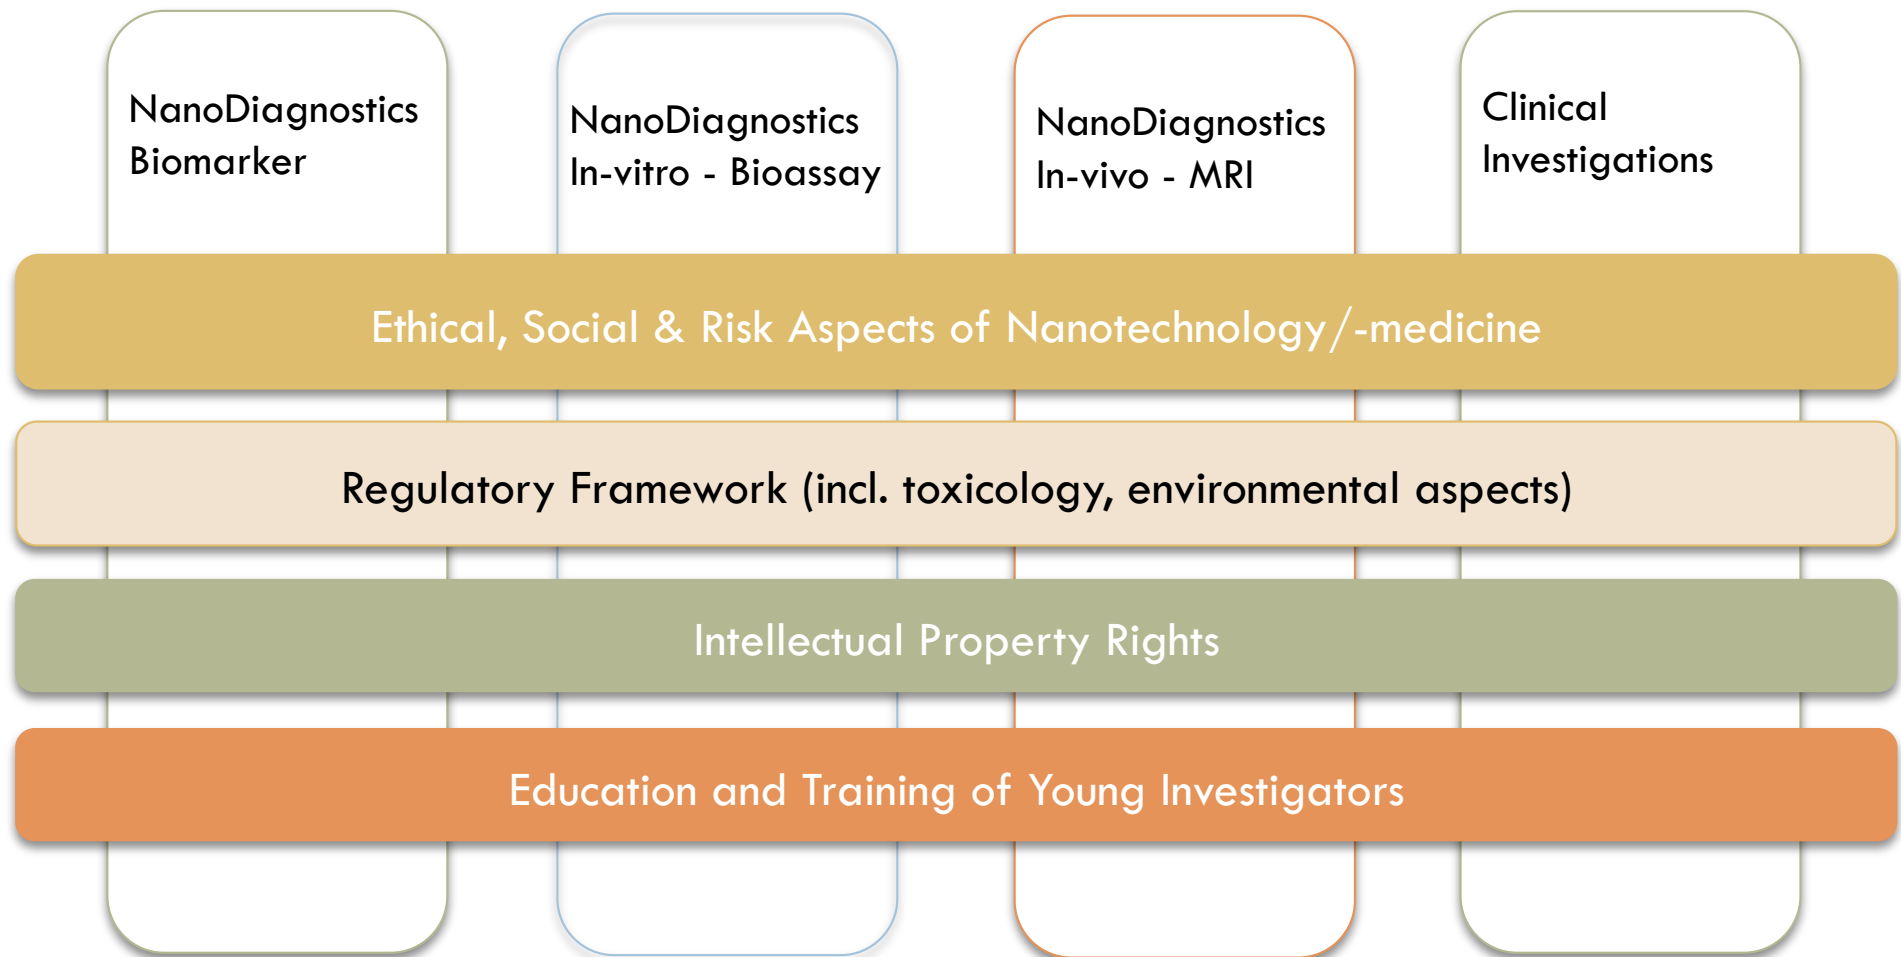 NanoDiagnostics
Biomarker
NanoDiagnostics
In-vitro - Bioassay
NanoDiagnostics
In-vivo - MRI
Clinical
Investigations
Ethical, Social & Risk Aspects of Nanotechnology/-medicine
Regulatory Framework (incl. toxicology, environmental aspects)
Intellectual Property Rights
Education and Training of Young Investigators